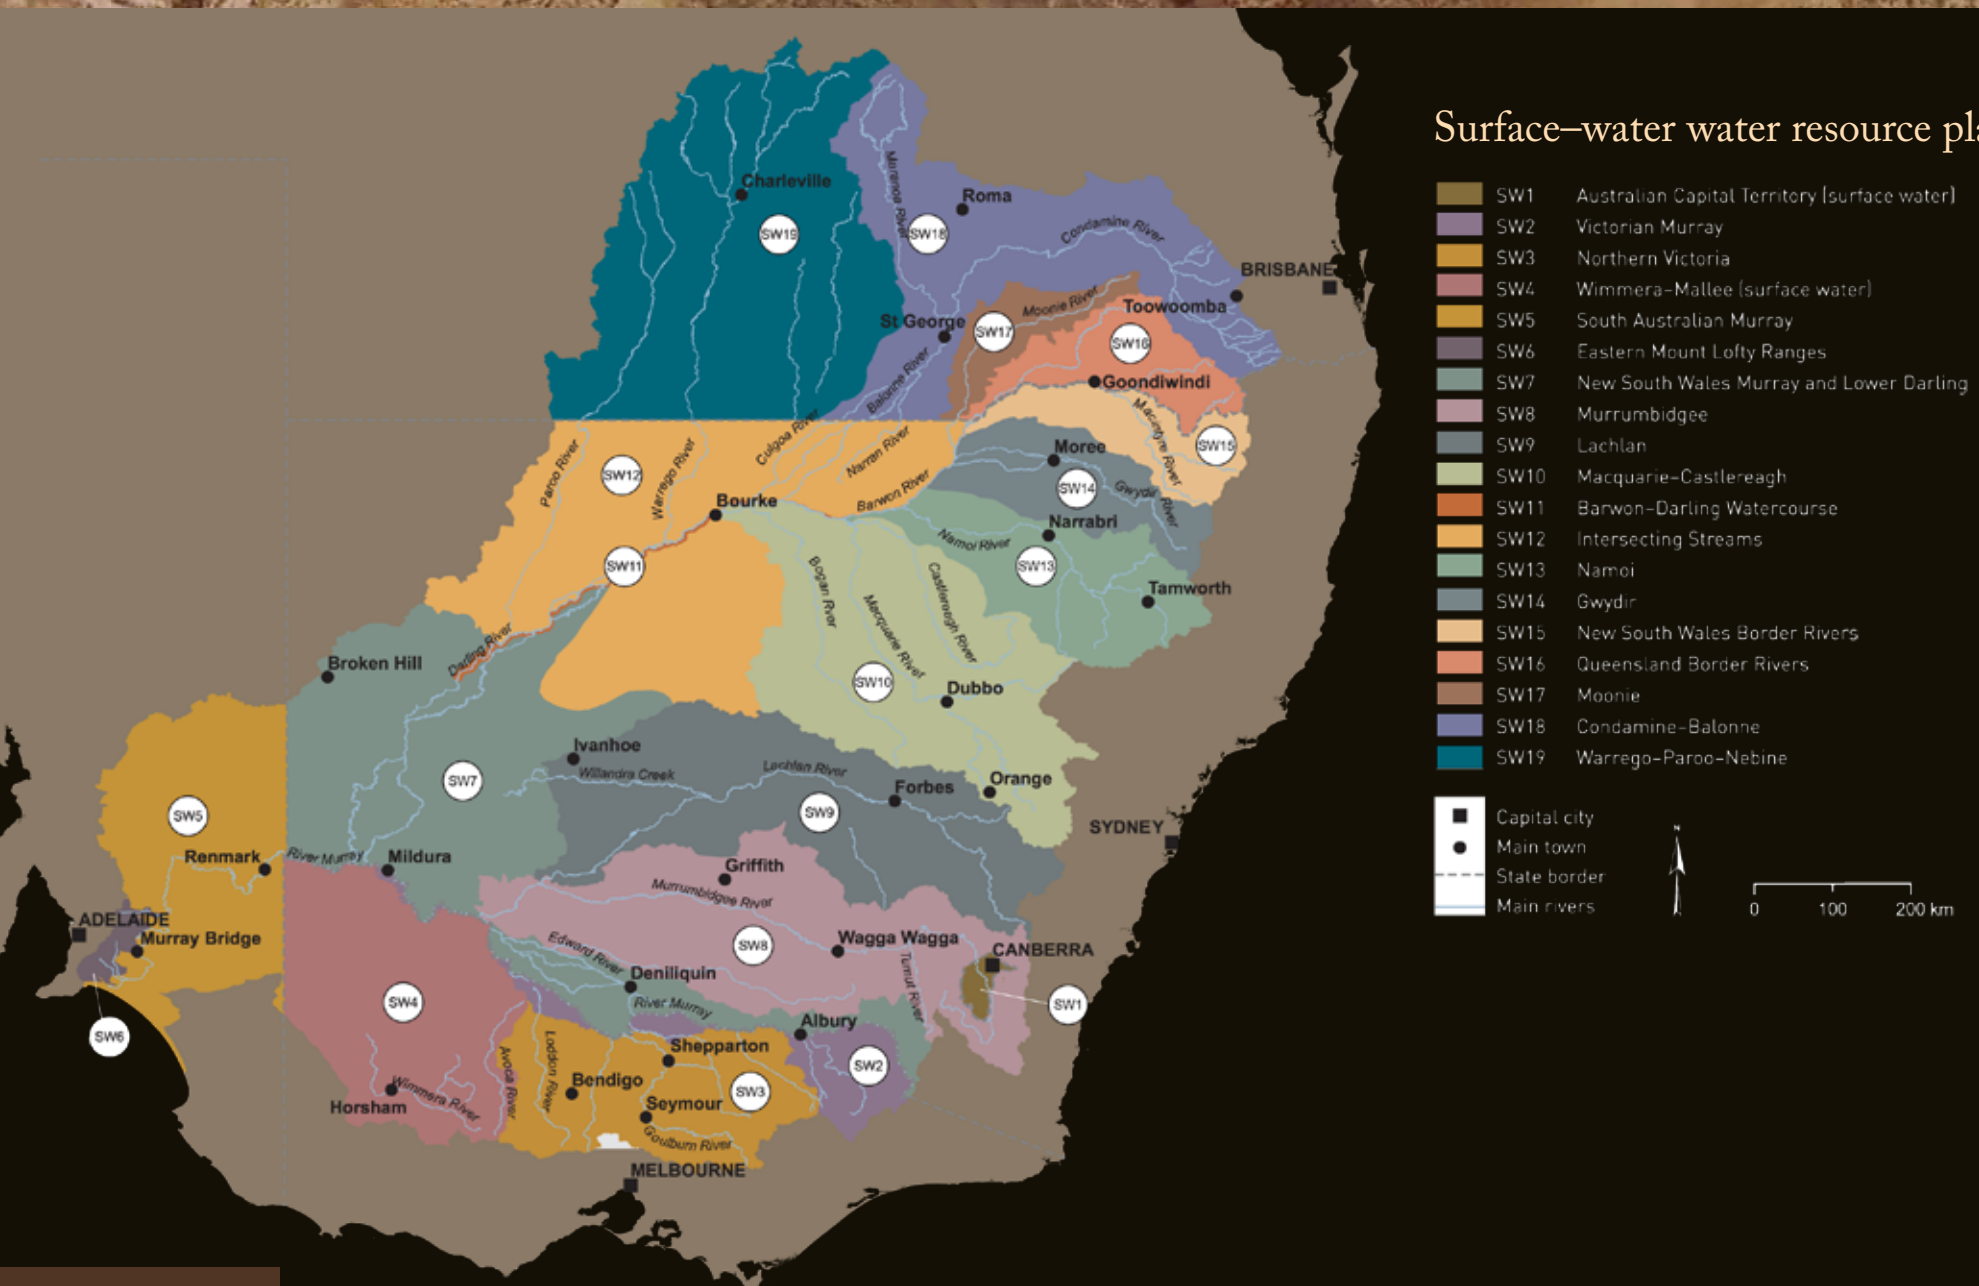 Surface–water water resource pla
SW1 Australian Capital Territory (surface water)
SW2 Victorian Murray
SW3 Northern Victoria
SW4 Wimmera–Mallee (surface water)
SW5 South Australian Murray
SW6 Eastern Mount Lofty Ranges
SW7 New South Wales Murray and Lower Darling
SW8 Murrumbidgee
SW9 Lachlan
SW10 Macquarie–Castlereagh
SW11 Barwon–Darling Watercourse
SW12 Intersecting Streams
SW13 Namoi
SW14 Gwydir
SW15 New South Wales Border Rivers
SW16 Queensland Border Rivers
SW17 Moonie
SW18 Condamine–Balonne
SW19 Warrego–Paroo–Nebine
Capital city
Main town
State border
Main rivers
N
0 100 200 km
Charleville
SW19
Maranoa River
Roma
SW18
Condamine River
BRISBANE
Toowoomba
Moonie River
St George
SW17
SW16
Balonne River
Goondiwindi
Macintyre River
SW15
Culgoa River
Narran River
Paroo River
SW12
Warrego River
Moree
SW14
Gwydir River
Barwon River
Bourke
Narrabri
Namoi River
SW13
SW11
Tamworth
Bogan River
Macquarie River
Castlereagh River
Darling River
Broken Hill
SW10
Dubbo
Ivanhoe
Willandra Creek
Lachlan River
Forbes
Orange
SW7
SW9
SW5
SYDNEY
Renmark
River Murray
Mildura
Griffith
Murrumbidgee River
ADELAIDE
Murray Bridge
Edward River
SW8
Wagga Wagga
CANBERRA
Tumut River
Deniliquin
River Murray
SW4
SW1
SW6
Albury
Shepparton
SW2
Avoca River
Loddon River
Bendigo
SW3
Wimmera River
Horsham
Seymour
Goulburn River
MELBOURNE